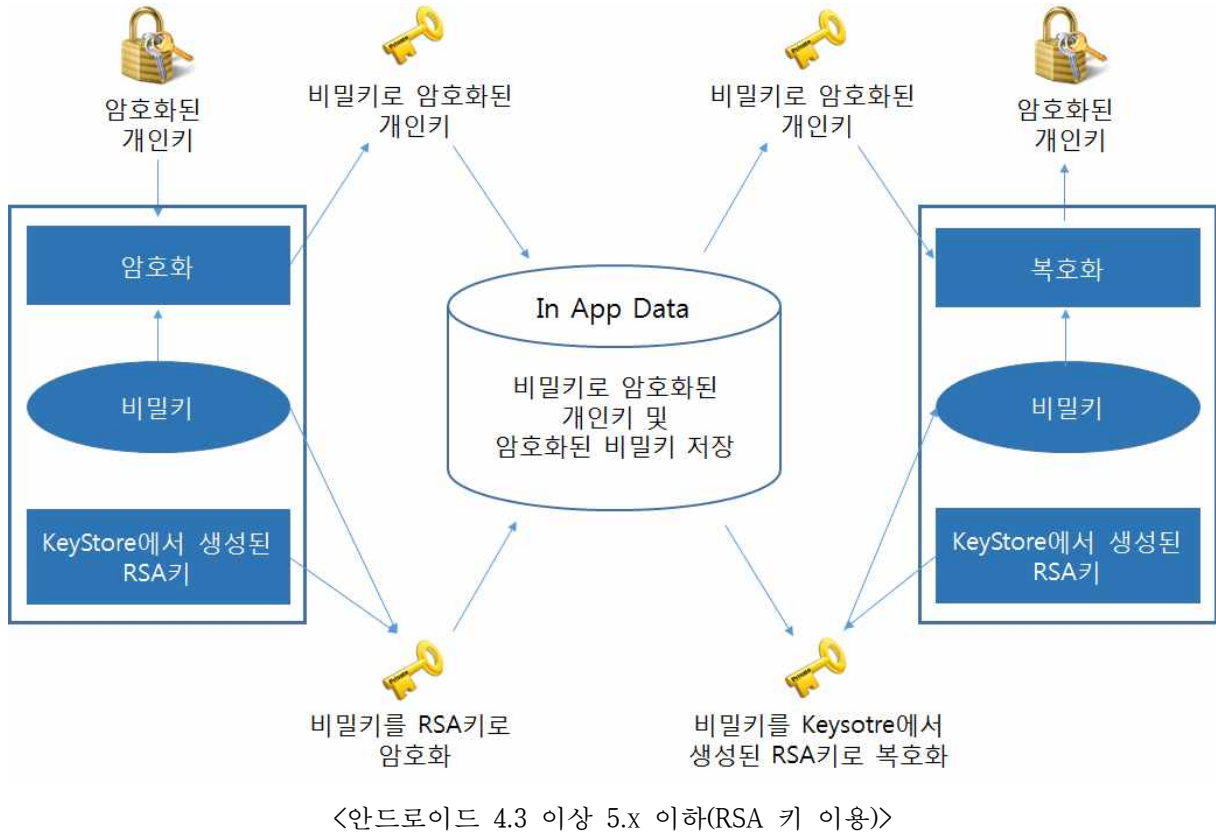 암호화된
개인키
비밀키로 암호화된
개인키
비밀키로 암호화된
개인키
암호화된
개인키
암호화
복호화
In App Data
비밀키로 암호화된
개인키 및
암호화된 비밀키 저장
비밀키
비밀키
KeyStore에서 생성된
RSA키
KeyStore에서 생성된
RSA키
Private
Private
Private
Private
비밀키를 RSA키로
암호화
비밀키를 Keysotre에서
생성된 RSA키로 복호화
<안드로이드 4.3 이상 5.x 이하(RSA 키 이용)>